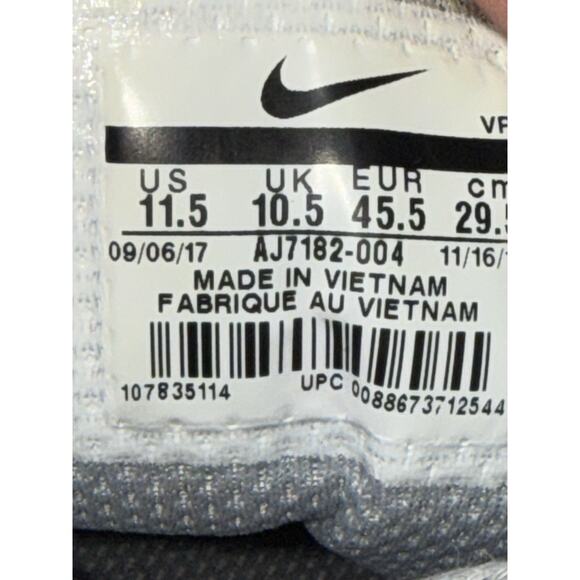 VP
US UK EUR cm
11.5 10.5 45.5 29.5
09/06/17 AJ7182-004 11/16/
MADE IN VIETNAM
FABRIQUE AU VIETNAM
107835114 UPC 0088673712544